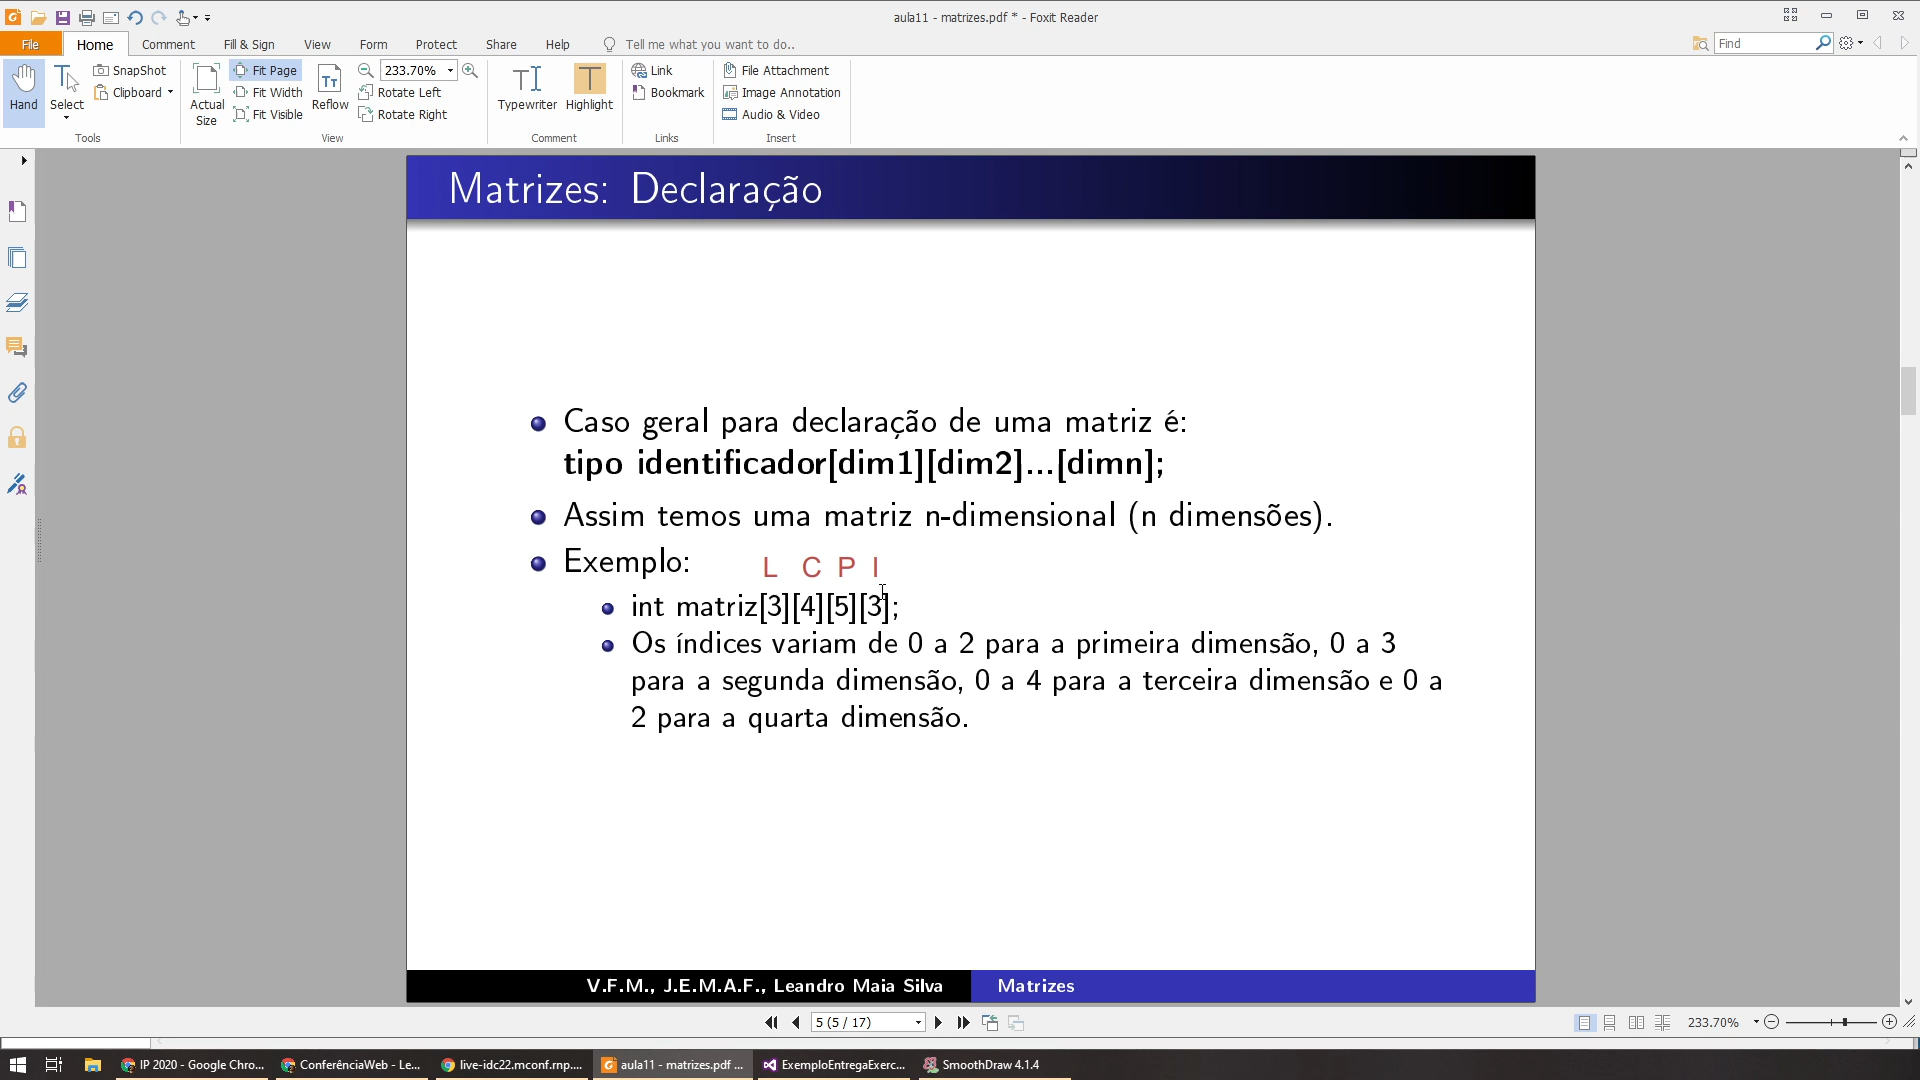 aula11 - matrizes.pdf * - Foxit Reader
File Home Comment Fill & Sign View Form Protect Share Help Tell me what you want to do.. Find
Hand Select SnapShot Clipboard Tools
Actual Size Fit Page Fit Width Fit Visible Reflow 233.70% Rotate Left Rotate Right View
Typewriter Highlight Comment
Link Bookmark Links
File Attachment Image Annotation Audio & Video Insert
Matrizes: Declaração
Caso geral para declaração de uma matriz é:
tipo identificador[dim1][dim2]...[dimn];
Assim temos uma matriz n-dimensional (n dimensões).
Exemplo: L C P I
int matriz[3][4][5][3];
Os índices variam de 0 a 2 para a primeira dimensão, 0 a 3
para a segunda dimensão, 0 a 4 para a terceira dimensão e 0 a
2 para a quarta dimensão.
V.F.M., J.E.M.A.F., Leandro Maia Silva Matrizes
5 (5 / 17) 233.70%
IP 2020 - Google Chro... ConferênciaWeb - Le... live-idc22.mconf.rnp.... aula11 - matrizes.pdf ... ExemploEntregaExerc... SmoothDraw 4.1.4